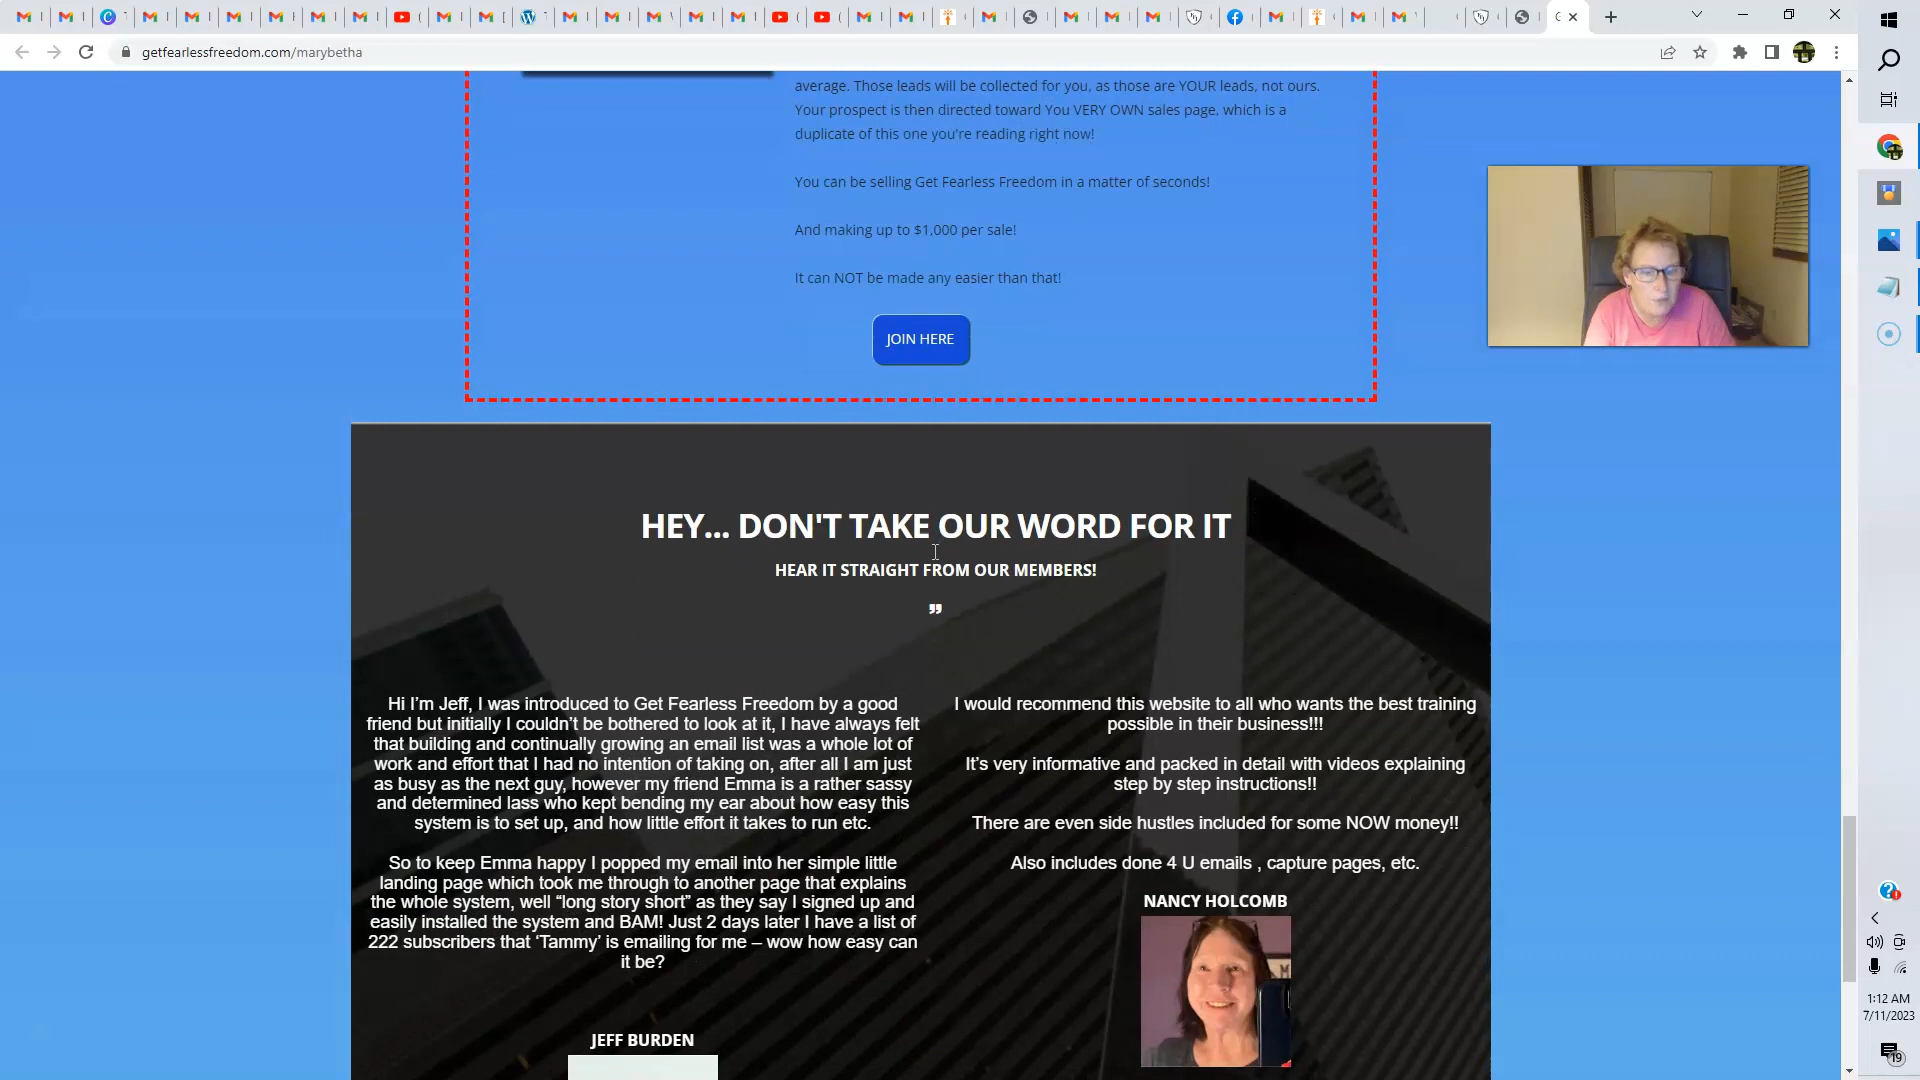 getfearlessfreedom.com/marybetha
average. Those leads will be collected for you, as those are YOUR leads, not ours.
Your prospect is then directed toward You VERY OWN sales page, which is a
duplicate of this one you're reading right now!
You can be selling Get Fearless Freedom in a matter of seconds!
And making up to $1,000 per sale!
It can NOT be made any easier than that!
JOIN HERE
HEY... DON'T TAKE OUR WORD FOR IT
HEAR IT STRAIGHT FROM OUR MEMBERS!
Hi I’m Jeff, I was introduced to Get Fearless Freedom by a good
friend but initially I couldn’t be bothered to look at it, I have always felt
that building and continually growing an email list was a whole lot of
work and effort that I had no intention of taking on, after all I am just
as busy as the next guy, however my friend Emma is a rather sassy
and determined lass who kept bending my ear about how easy this
system is to set up, and how little effort it takes to run etc.
So to keep Emma happy I popped my email into her simple little
landing page which took me through to another page that explains
the whole system, well “long story short” as they say I signed up and
easily installed the system and BAM! Just 2 days later I have a list of
222 subscribers that ‘Tammy’ is emailing for me – wow how easy can
it be?
JEFF BURDEN
I would recommend this website to all who wants the best training
possible in their business!!!
It’s very informative and packed in detail with videos explaining
step by step instructions!!
There are even side hustles included for some NOW money!!
Also includes done 4 U emails , capture pages, etc.
NANCY HOLCOMB
1:12 AM
7/11/2023
19